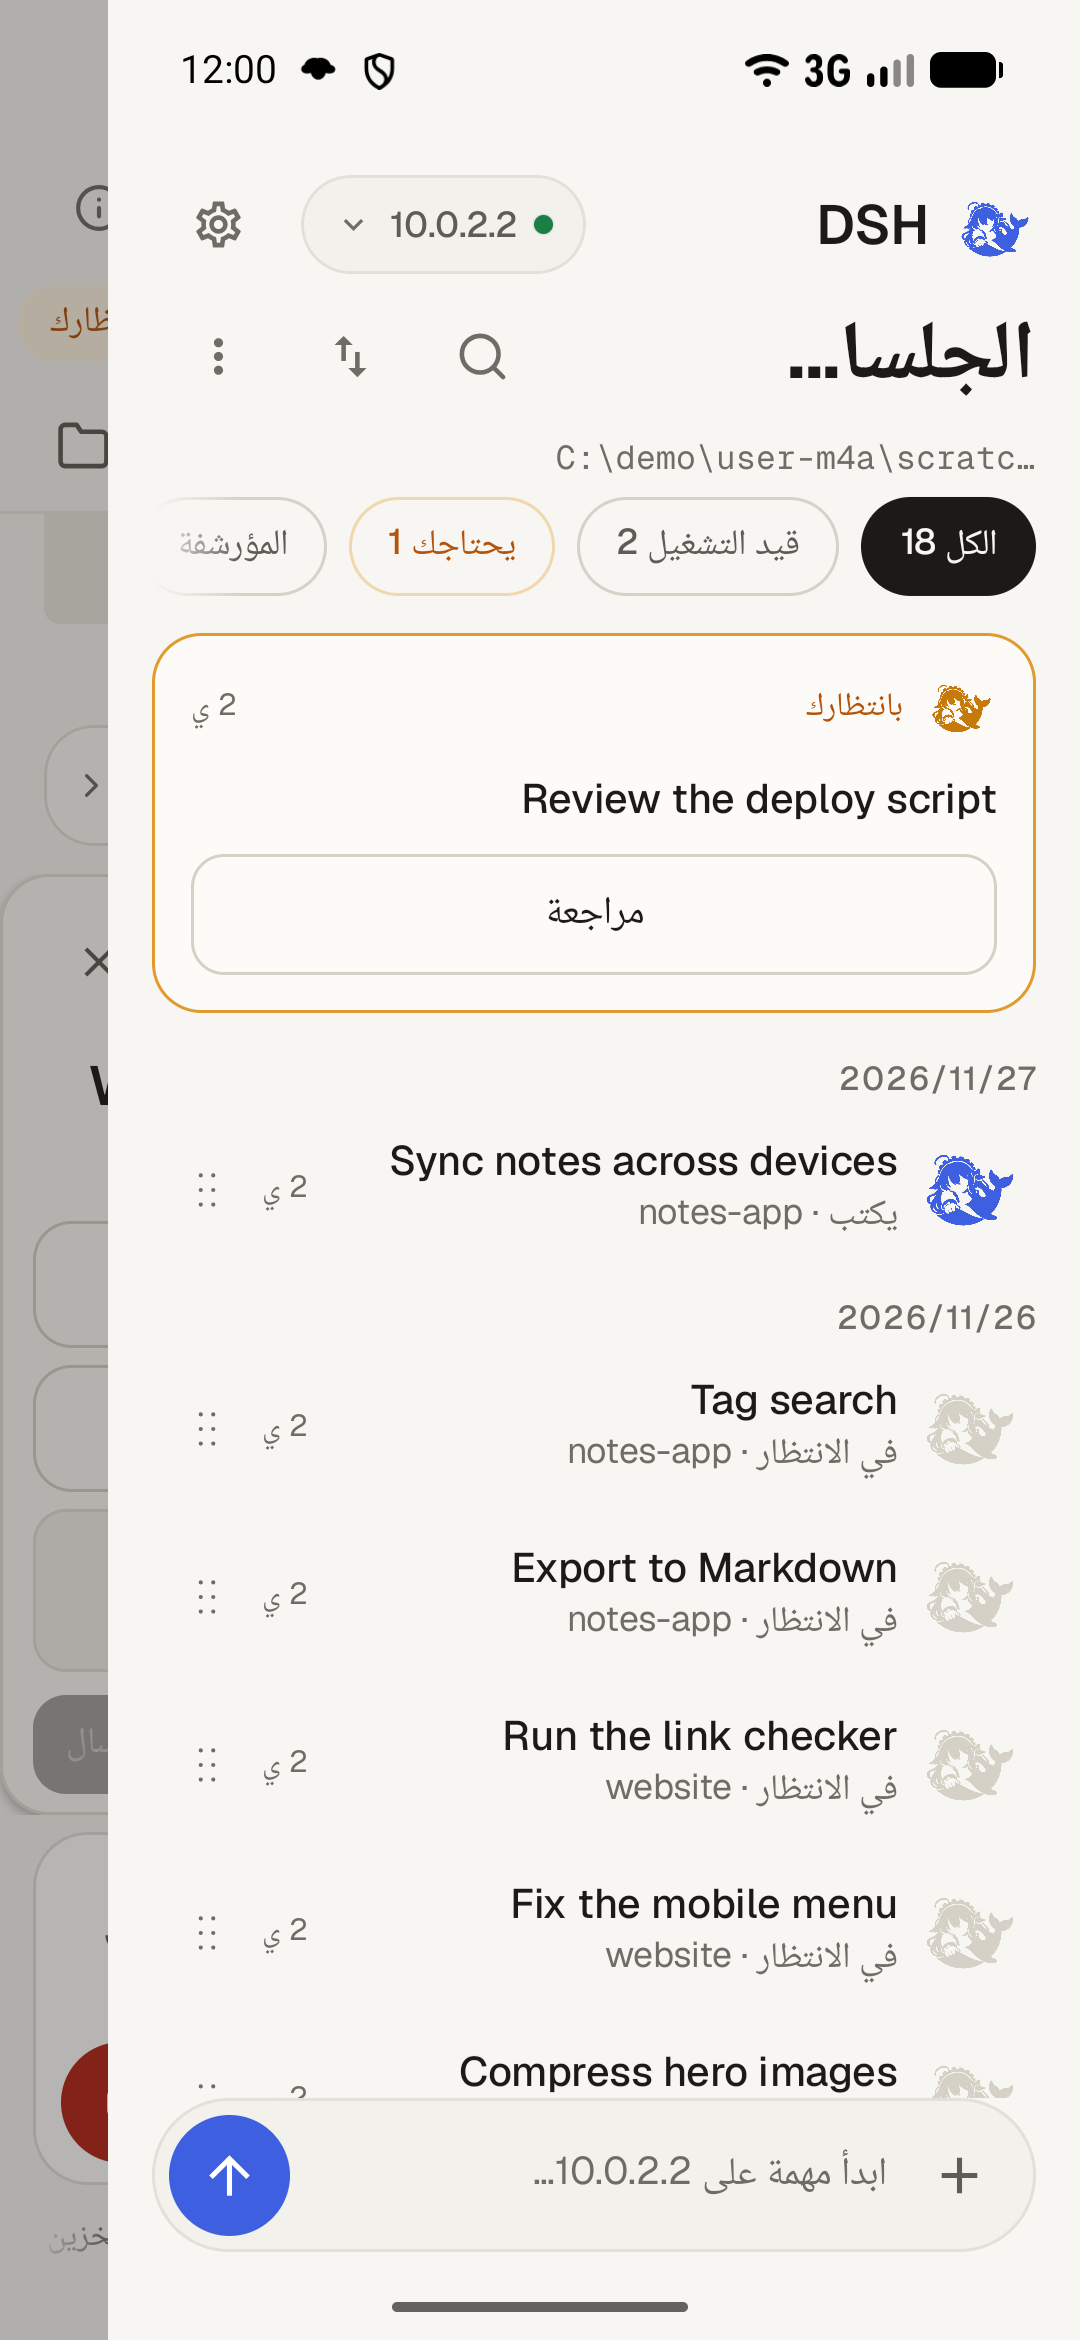 12:00
3G
DSH
10.0.2.2
الجلسا...
C:\demo\user-m4a\scratc…
الكل 18
قيد التشغيل 2
يحتاجك 1
المؤرشفة
بانتظارك
2 ي
Review the deploy script
مراجعة
2026/11/27
Sync notes across devices
2 ي
يكتب · notes-app
2026/11/26
Tag search
2 ي
في الانتظار · notes-app
Export to Markdown
2 ي
في الانتظار · notes-app
Run the link checker
2 ي
في الانتظار · website
Fix the mobile menu
2 ي
في الانتظار · website
Compress hero images
ابدأ مهمة على 10.0.2.2...